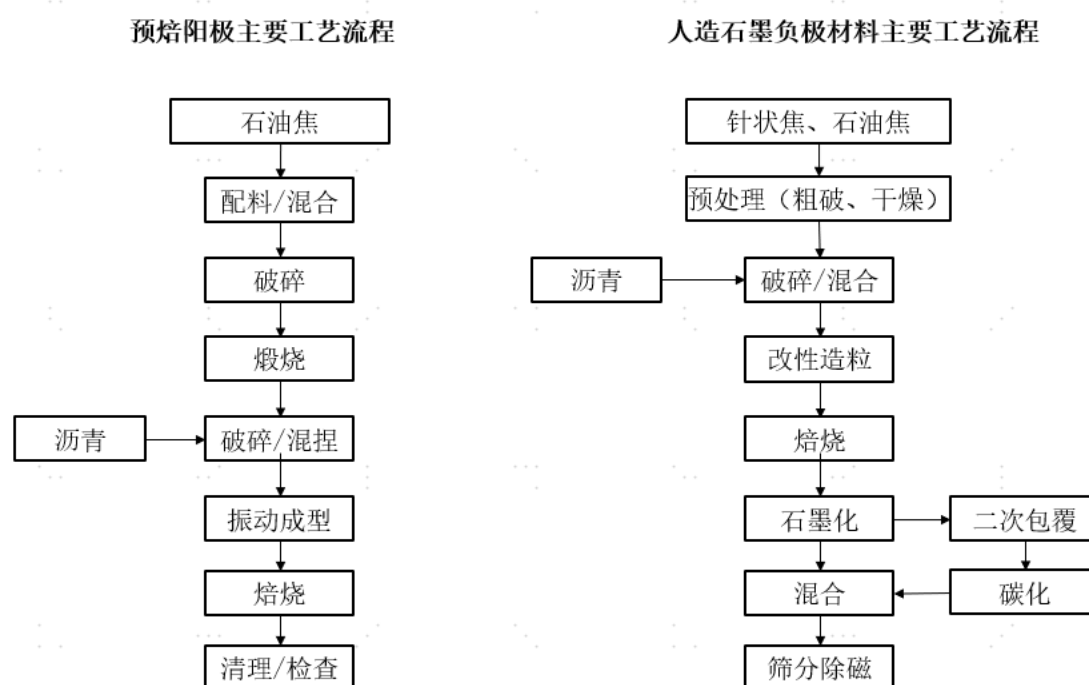 预焙阳极主要工艺流程
石油焦
配料/混合
破碎
煅烧
沥青
破碎/混捏
振动成型
焙烧
清理/检查
人造石墨负极材料主要工艺流程
针状焦、石油焦
预处理（粗破、干燥）
沥青
破碎/混合
改性造粒
焙烧
石墨化
二次包覆
混合
碳化
筛分除磁